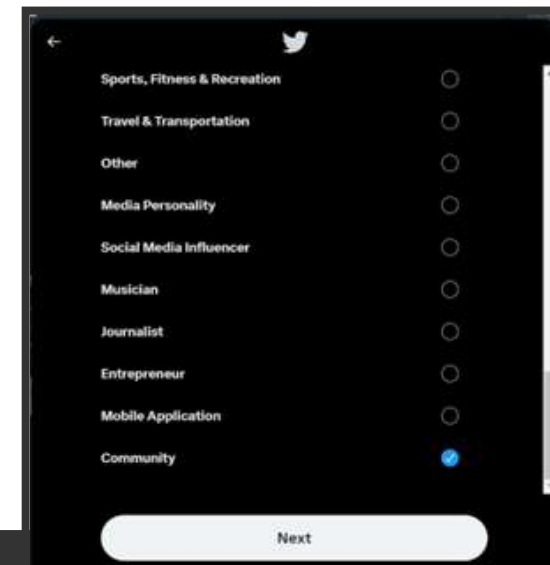 Sports, Fitness & Recreation
Travel & Transportation
Other
Media Personality
Social Media Influencer
Musician
Journalist
Entrepreneur
Mobile Application
Community
Next